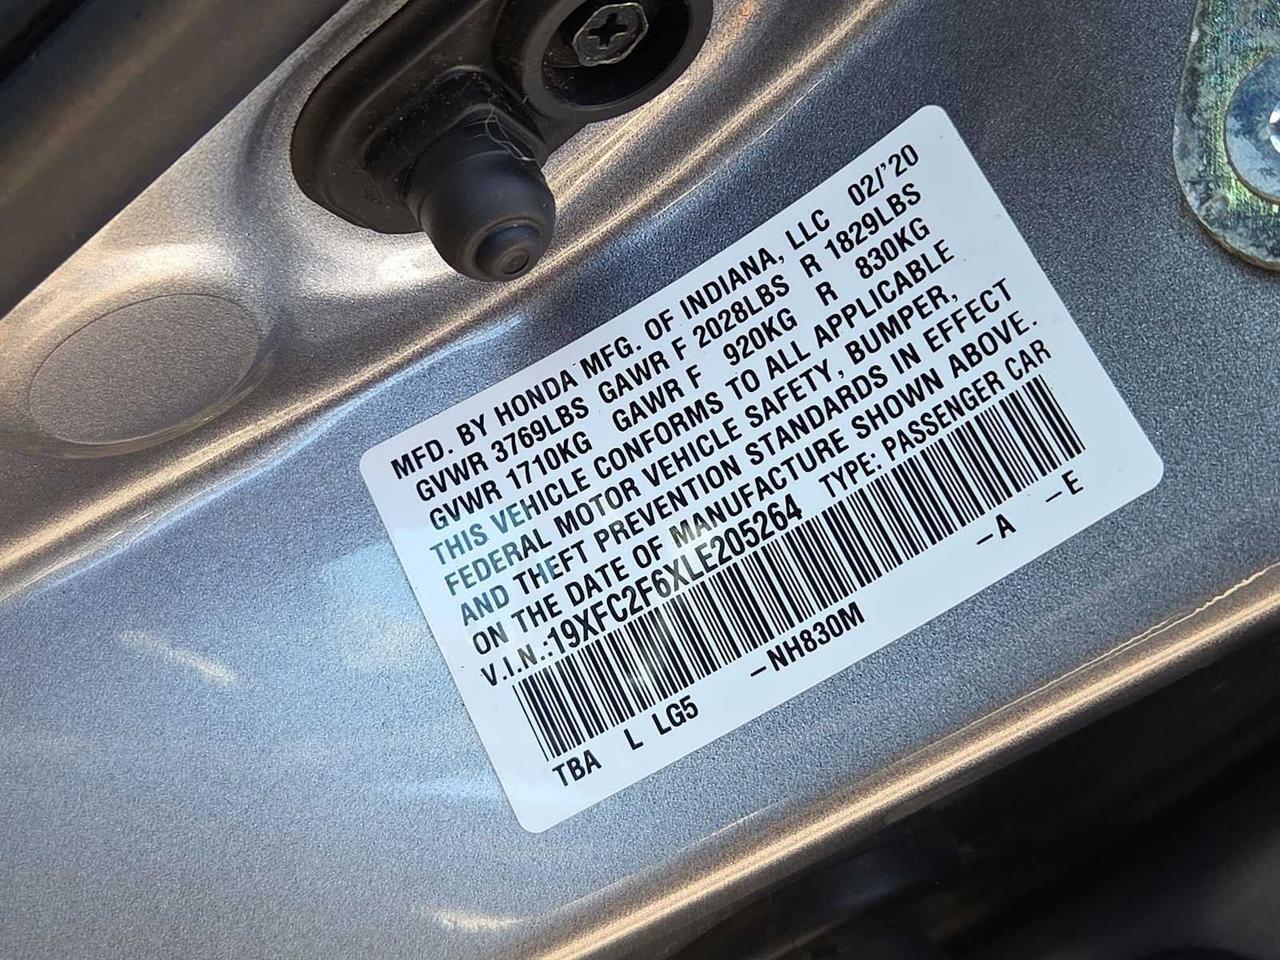 MFD. BY HONDA MFG. OF INDIANA, LLC 02/'20
GVWR 3769LBS GAWR F 2028LBS R 1829LBS
GVWR 1710KG GAWR F 920KG R 830KG
THIS VEHICLE CONFORMS TO ALL APPLICABLE
FEDERAL MOTOR VEHICLE SAFETY, BUMPER,
AND THEFT PREVENTION STANDARDS IN EFFECT
ON THE DATE OF MANUFACTURE SHOWN ABOVE.
V.I.N.:19XFC2F6XLE205264 TYPE: PASSENGER CAR
TBA L LG5 –NH830M –A –E